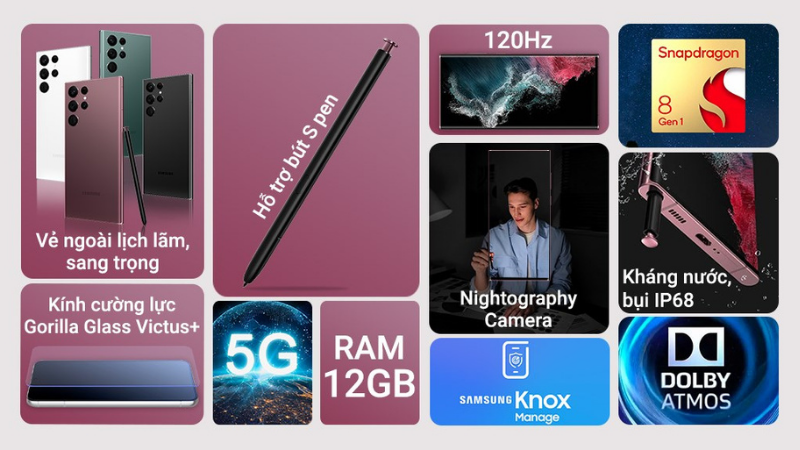 Vẻ ngoài lịch lãm,
sang trọng
Hỗ trợ bút S pen
120Hz
Snapdragon
8
Gen 1
Nightography
Camera
Kháng nước,
bụi IP68
Kính cường lực
Gorilla Glass Victus+
5G
RAM
12GB
SAMSUNG Knox
Manage
DOLBY
ATMOS